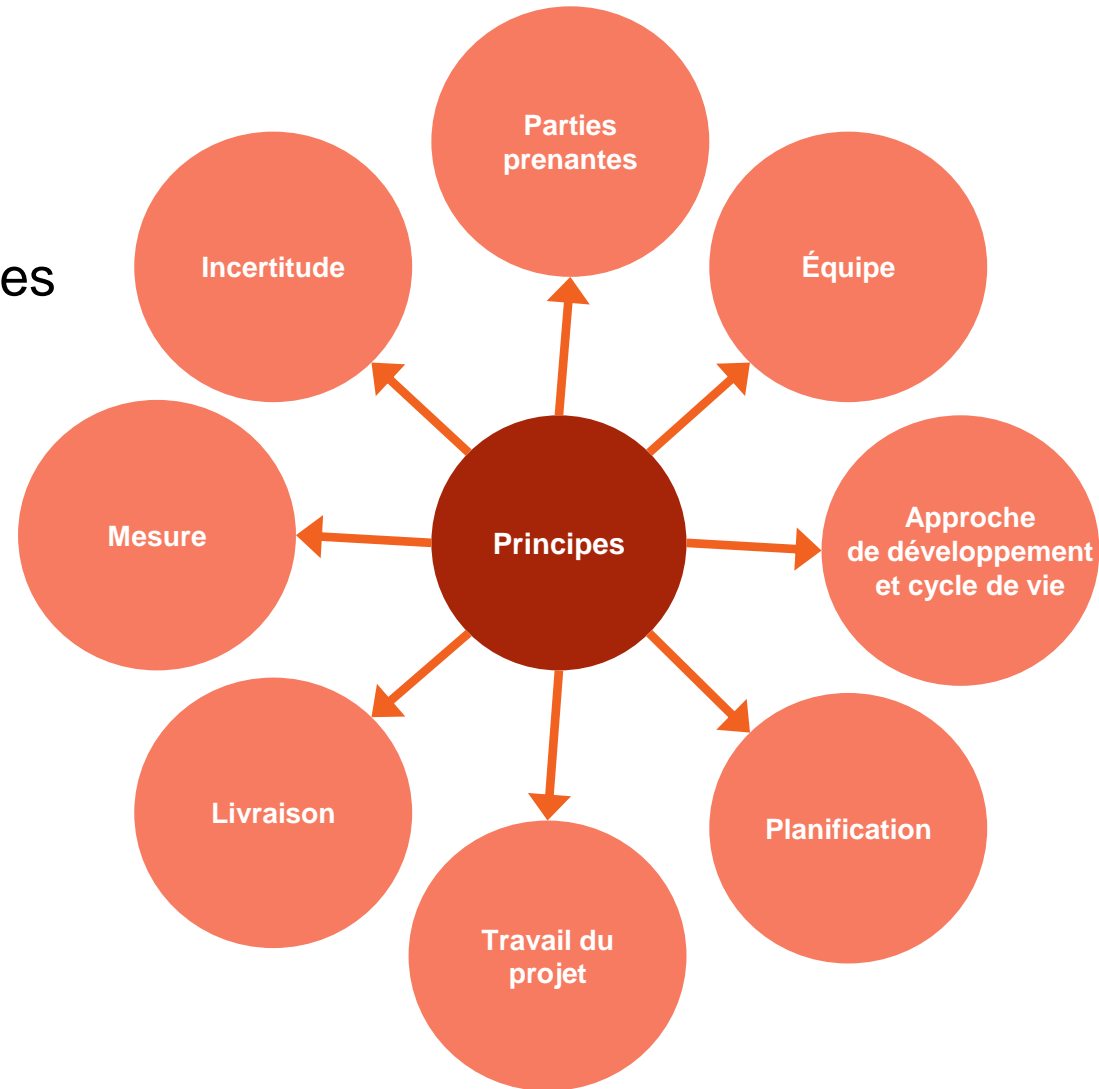 Parties
prenantes
Incertitude
Équipe
es
Mesure
Principes
Approche
de développement
et cycle de vie
Livraison
Planification
Travail du
projet